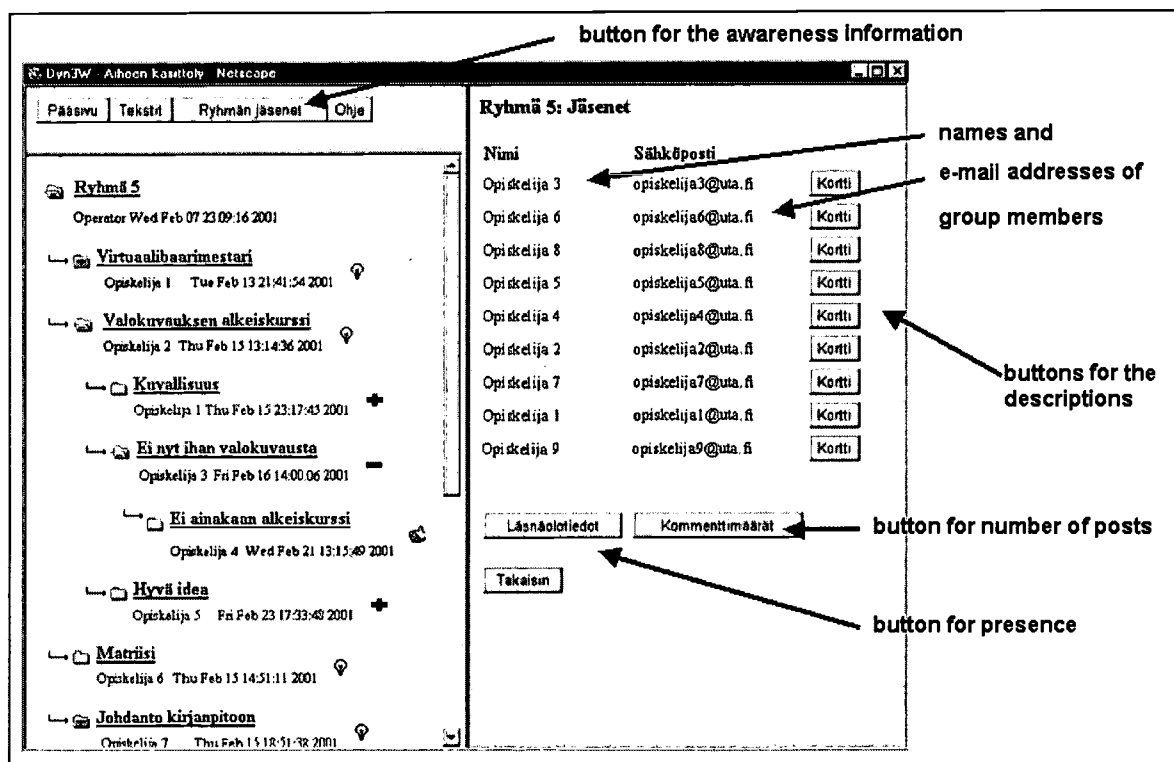 button for the awareness information
Dyn3W - Aiheen käsittely - Netscape
Pääsivu Tekstit Ryhmän jäsenet Ohje
Ryhmä 5
Operator Wed Feb 07 23:09:16 2001
Virtuaalibaarimestari
Opiskelija 1 Tue Feb 13 21:41:54 2001
Valokuvauksen alkeiskurssi
Opiskelija 2 Thu Feb 15 13:14:36 2001
Kuvallisuus
Opiskelija 1 Thu Feb 15 23:17:45 2001
Ei nyt ihan valokuvausta
Opiskelija 3 Fri Feb 16 14:00:06 2001
Ei ainakaan alkeiskurssi
Opiskelija 4 Wed Feb 21 13:15:49 2001
Hyvä idea
Opiskelija 5 Fri Feb 23 17:33:48 2001
Matriisi
Opiskelija 6 Thu Feb 15 14:51:11 2001
Johdanto kirjanpitoon
Opiskelija 7 Thu Feb 15 18:51:38 2001
Ryhmä 5: Jäsenet
Nimi Sähköposti
Opiskelija 3 opiskelija3@uta.fi Kortti
Opiskelija 6 opiskelija6@uta.fi Kortti
Opiskelija 8 opiskelija8@uta.fi Kortti
Opiskelija 5 opiskelija5@uta.fi Kortti
Opiskelija 4 opiskelija4@uta.fi Kortti
Opiskelija 2 opiskelija2@uta.fi Kortti
Opiskelija 7 opiskelija7@uta.fi Kortti
Opiskelija 1 opiskelija1@uta.fi Kortti
Opiskelija 9 opiskelija9@uta.fi Kortti
Läsnäolotiedot Kommenttimäärät
Takaisin
names and
e-mail addresses of
group members
buttons for the
descriptions
button for number of posts
button for presence